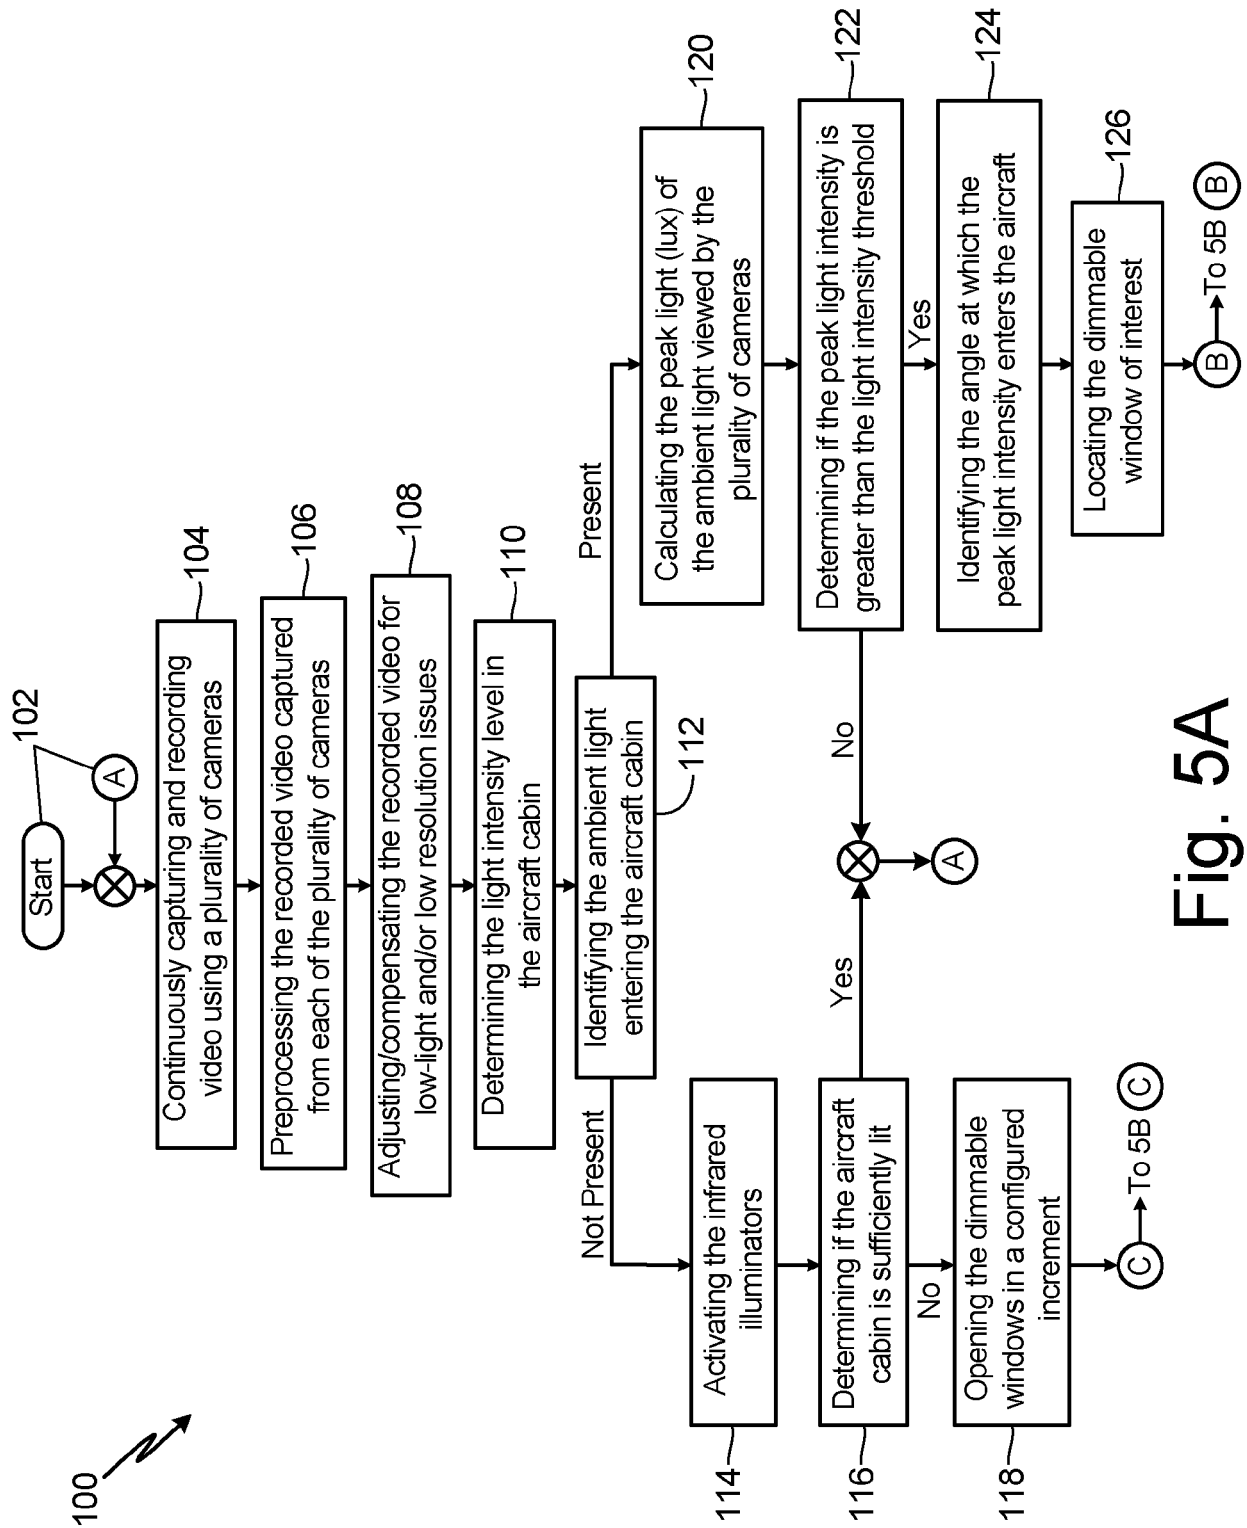 100
Start
102
A
Continuously capturing and recording
video using a plurality of cameras
104
Preprocessing the recorded video captured
from each of the plurality of cameras
106
Adjusting/compensating the recorded video for
low-light and/or low resolution issues
108
Determining the light intensity level in
the aircraft cabin
110
Identifying the ambient light
entering the aircraft cabin
112
Not Present
Present
Activating the infrared
illuminators
114
Determining if the aircraft
cabin is sufficiently lit
116
Yes
No
Opening the dimmable
windows in a configured
increment
118
C
To 5B
C
Calculating the peak light (lux) of
the ambient light viewed by the
plurality of cameras
120
Determining if the peak light intensity is
greater than the light intensity threshold
122
No
Yes
A
Identifying the angle at which the
peak light intensity enters the aircraft
124
Locating the dimmable
window of interest
126
B
To 5B
B
Fig. 5A